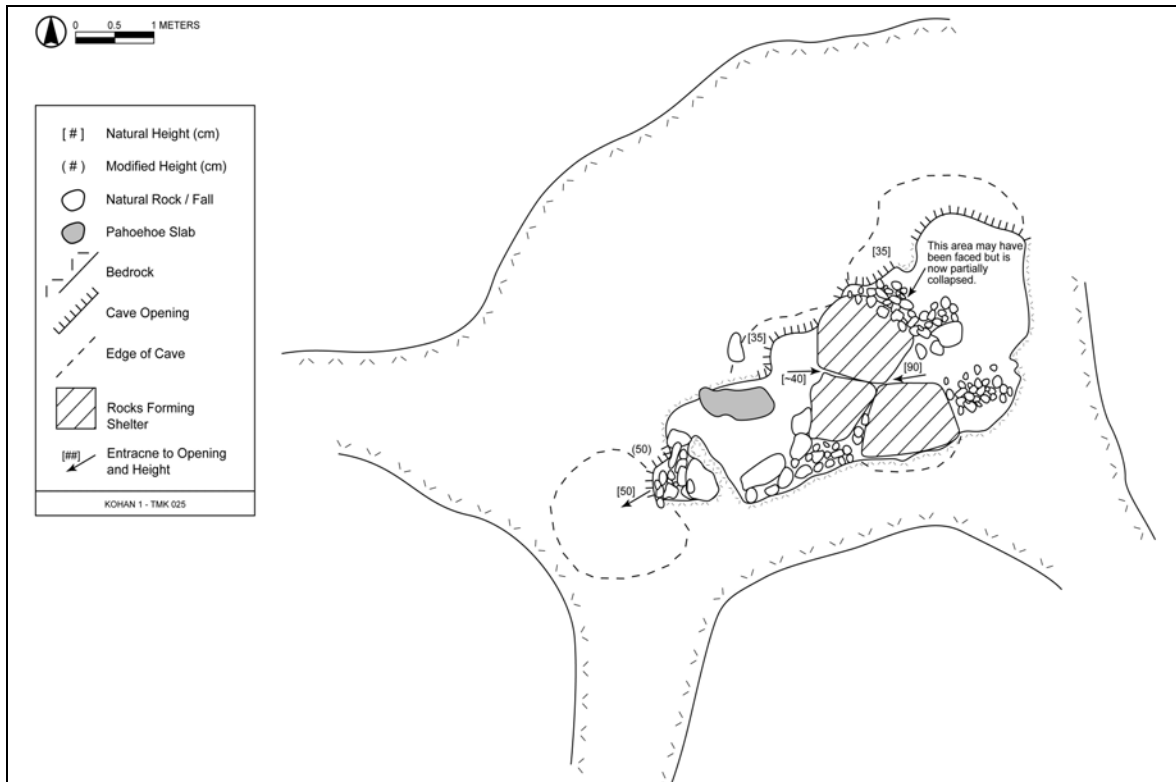 0 0.5 1 METERS
[ # ] Natural Height (cm)
( # ) Modified Height (cm)
Natural Rock / Fall
Pahoehoe Slab
Bedrock
Cave Opening
Edge of Cave
Rocks Forming
Shelter
[##] Entracne to Opening
and Height
KOHAN 1 - TMK 025
[35]
This area may have
been faced but is
now partially
collapsed.
[35]
[~40]
[90]
(50)
[50]